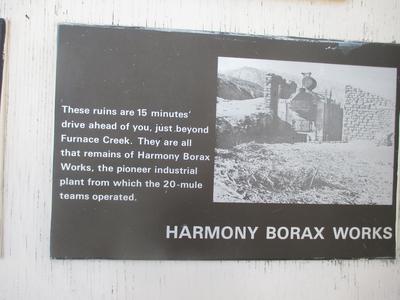 These ruins are 15 minutes'
drive ahead of you, just beyond
Furnace Creek. They are all
that remains of Harmony Borax
Works, the pioneer industrial
plant from which the 20-mule
teams operated.
HARMONY BORAX WORKS